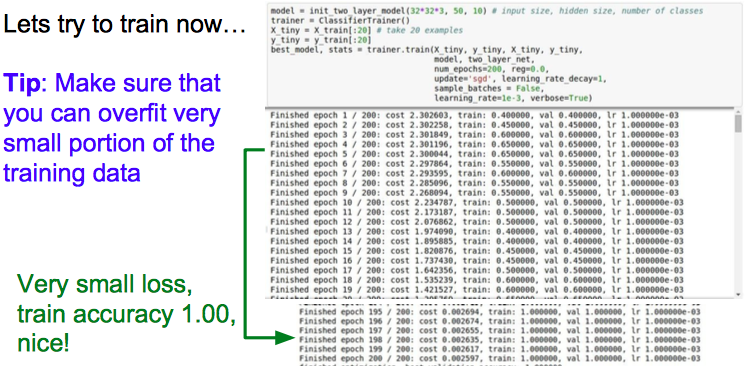 Lets try to train now…
Tip: Make sure that
you can overfit very
small portion of the
training data
Very small loss,
train accuracy 1.00,
nice!
model = init_two_layer_model(32*32*3, 50, 10) # input size, hidden size, number of classes
trainer = ClassifierTrainer()
X_tiny = X_train[:20] # take 20 examples
y_tiny = y_train[:20]
best_model, stats = trainer.train(X_tiny, y_tiny, X_tiny, y_tiny,
model, two_layer_net,
num_epochs=200, reg=0.0,
update='sgd', learning_rate_decay=1,
sample_batches = False,
learning_rate=1e-3, verbose=True)
Finished epoch 1 / 200: cost 2.302603, train: 0.400000, val 0.400000, lr 1.000000e-03
Finished epoch 2 / 200: cost 2.302258, train: 0.450000, val 0.450000, lr 1.000000e-03
Finished epoch 3 / 200: cost 2.301849, train: 0.600000, val 0.600000, lr 1.000000e-03
Finished epoch 4 / 200: cost 2.301196, train: 0.650000, val 0.650000, lr 1.000000e-03
Finished epoch 5 / 200: cost 2.300044, train: 0.650000, val 0.650000, lr 1.000000e-03
Finished epoch 6 / 200: cost 2.297864, train: 0.550000, val 0.550000, lr 1.000000e-03
Finished epoch 7 / 200: cost 2.293595, train: 0.600000, val 0.600000, lr 1.000000e-03
Finished epoch 8 / 200: cost 2.285096, train: 0.550000, val 0.550000, lr 1.000000e-03
Finished epoch 9 / 200: cost 2.268094, train: 0.550000, val 0.550000, lr 1.000000e-03
Finished epoch 10 / 200: cost 2.234787, train: 0.500000, val 0.500000, lr 1.000000e-03
Finished epoch 11 / 200: cost 2.173187, train: 0.500000, val 0.500000, lr 1.000000e-03
Finished epoch 12 / 200: cost 2.076862, train: 0.500000, val 0.500000, lr 1.000000e-03
Finished epoch 13 / 200: cost 1.974090, train: 0.400000, val 0.400000, lr 1.000000e-03
Finished epoch 14 / 200: cost 1.895885, train: 0.400000, val 0.400000, lr 1.000000e-03
Finished epoch 15 / 200: cost 1.820876, train: 0.450000, val 0.450000, lr 1.000000e-03
Finished epoch 16 / 200: cost 1.737430, train: 0.450000, val 0.450000, lr 1.000000e-03
Finished epoch 17 / 200: cost 1.642356, train: 0.500000, val 0.500000, lr 1.000000e-03
Finished epoch 18 / 200: cost 1.535239, train: 0.600000, val 0.600000, lr 1.000000e-03
Finished epoch 19 / 200: cost 1.421527, train: 0.600000, val 0.600000, lr 1.000000e-03
Finished epoch 195 / 200: cost 0.002694, train: 1.000000, val 1.000000, lr 1.000000e-03
Finished epoch 196 / 200: cost 0.002674, train: 1.000000, val 1.000000, lr 1.000000e-03
Finished epoch 197 / 200: cost 0.002655, train: 1.000000, val 1.000000, lr 1.000000e-03
Finished epoch 198 / 200: cost 0.002635, train: 1.000000, val 1.000000, lr 1.000000e-03
Finished epoch 199 / 200: cost 0.002617, train: 1.000000, val 1.000000, lr 1.000000e-03
Finished epoch 200 / 200: cost 0.002597, train: 1.000000, val 1.000000, lr 1.000000e-03